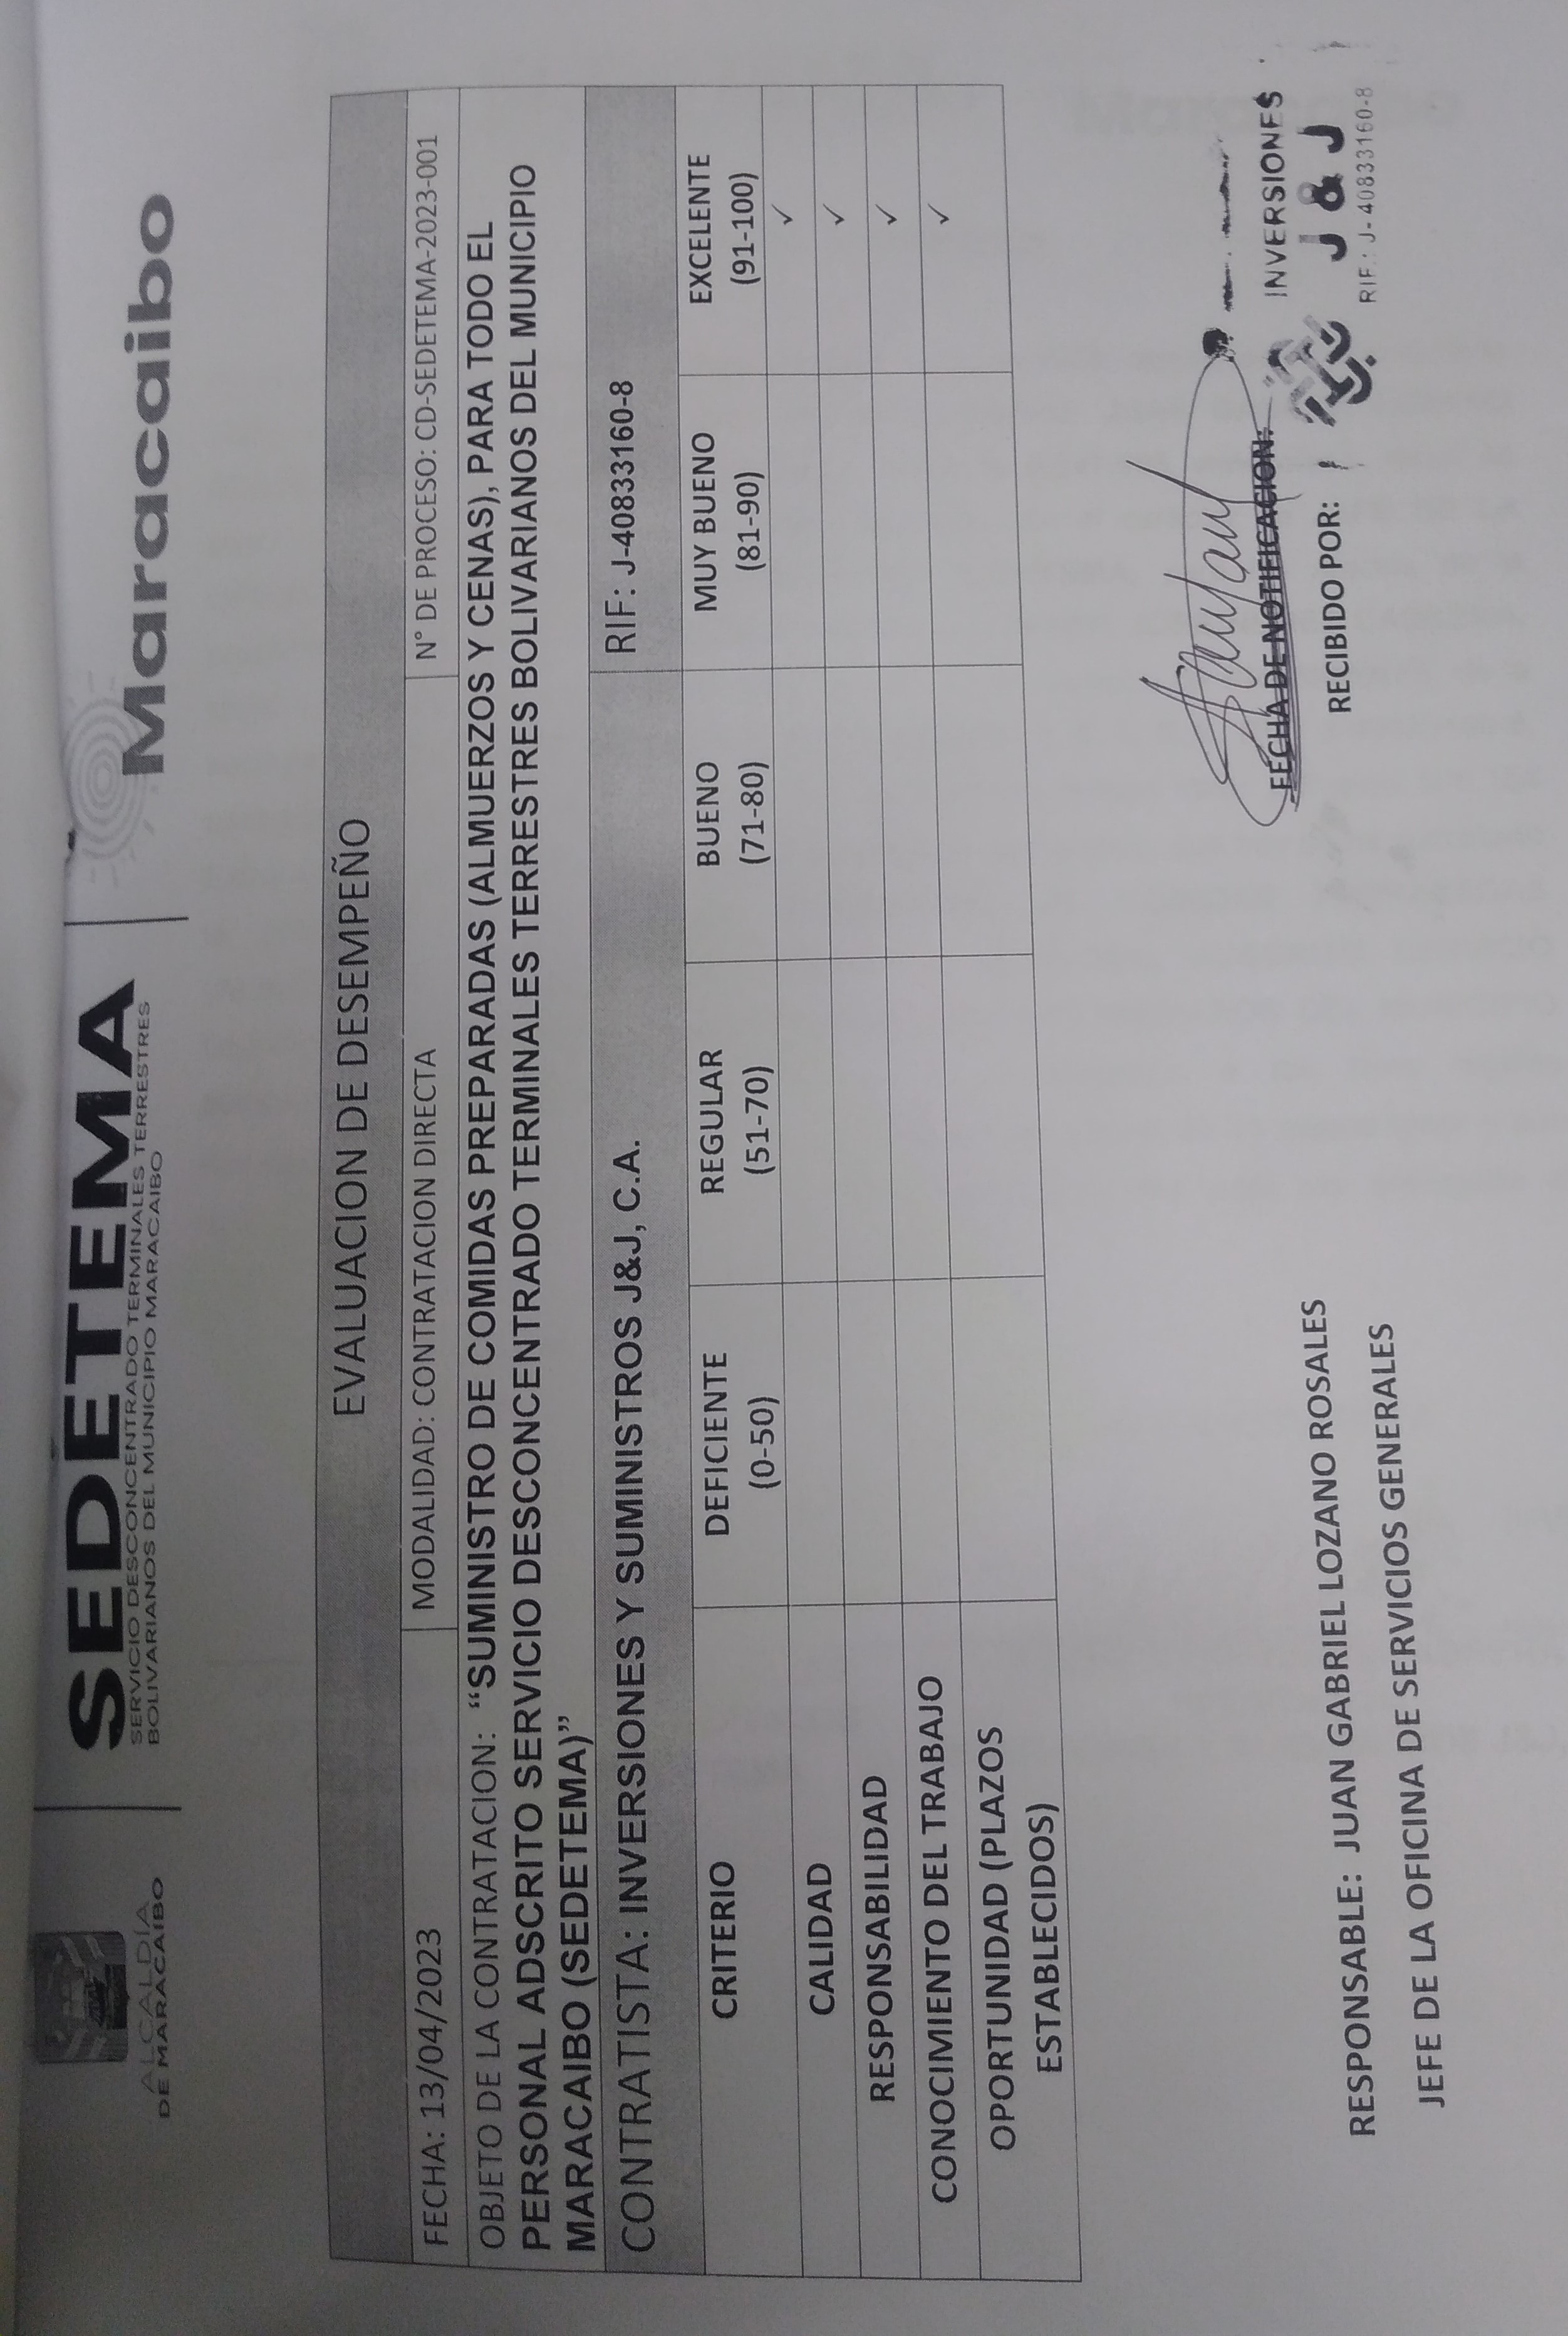 ALCALDÍA
DE MARACAIBO
SEDETEMA
SERVICIO DESCONCENTRADO TERMINALES TERRESTRES
BOLIVARIANOS DEL MUNICIPIO MARACAIBO
Maracaibo
EVALUACION DE DESEMPEÑO
FECHA: 13/04/2023 MODALIDAD: CONTRATACION DIRECTA N° DE PROCESO: CD-SEDETEMA-2023-001
OBJETO DE LA CONTRATACION: “SUMINISTRO DE COMIDAS PREPARADAS (ALMUERZOS Y CENAS), PARA TODO EL
PERSONAL ADSCRITO SERVICIO DESCONCENTRADO TERMINALES TERRESTRES BOLIVARIANOS DEL MUNICIPIO
MARACAIBO (SEDETEMA)”
CONTRATISTA: INVERSIONES Y SUMINISTROS J&J, C.A. RIF: J-40833160-8
CRITERIO DEFICIENTE (0-50) REGULAR (51-70) BUENO (71-80) MUY BUENO (81-90) EXCELENTE (91-100)
CALIDAD ✓
RESPONSABILIDAD ✓
CONOCIMIENTO DEL TRABAJO ✓
OPORTUNIDAD (PLAZOS
ESTABLECIDOS) ✓
RESPONSABLE: JUAN GABRIEL LOZANO ROSALES
JEFE DE LA OFICINA DE SERVICIOS GENERALES
FECHA DE NOTIFICACION:
RECIBIDO POR:
INVERSIONES
J & J
RIF.: J-40833160-8